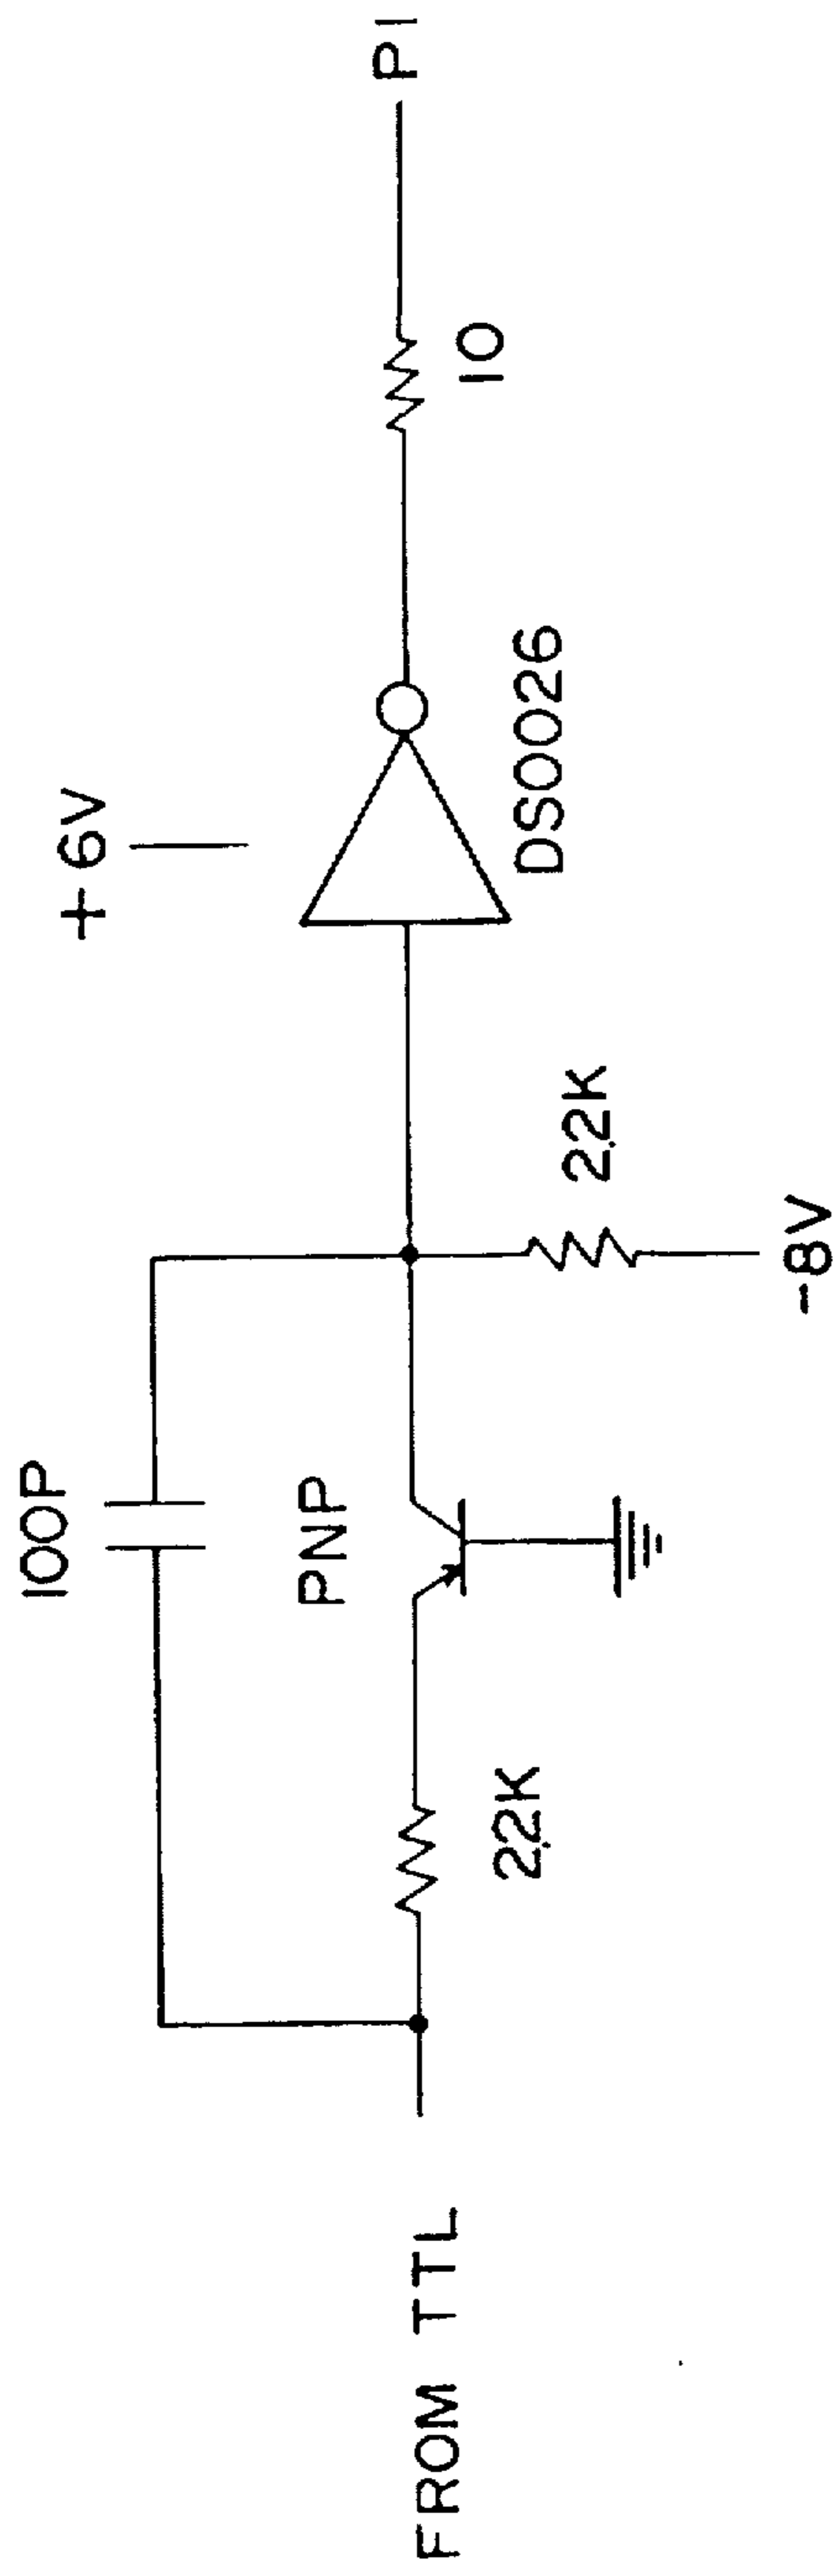 FROM TTL
2.2K
100P
PNP
2.2K
-8V
+6V
DS0026
10
P1